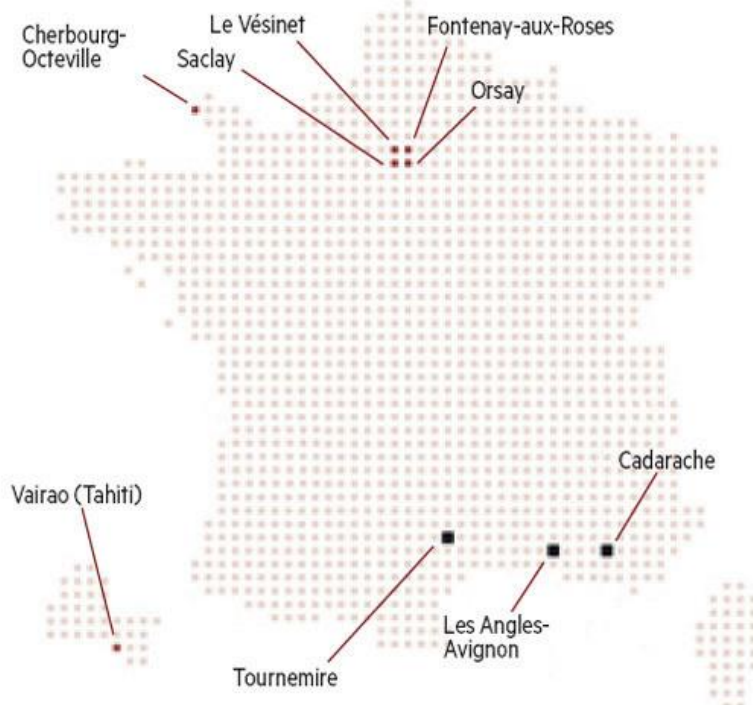 Le Vésinet
Fontenay-aux-Roses
Cherbourg-
Octeville
Saclay
Orsay
Cadarache
Vairao (Tahiti)
Les Angles-
Avignon
Tournemire